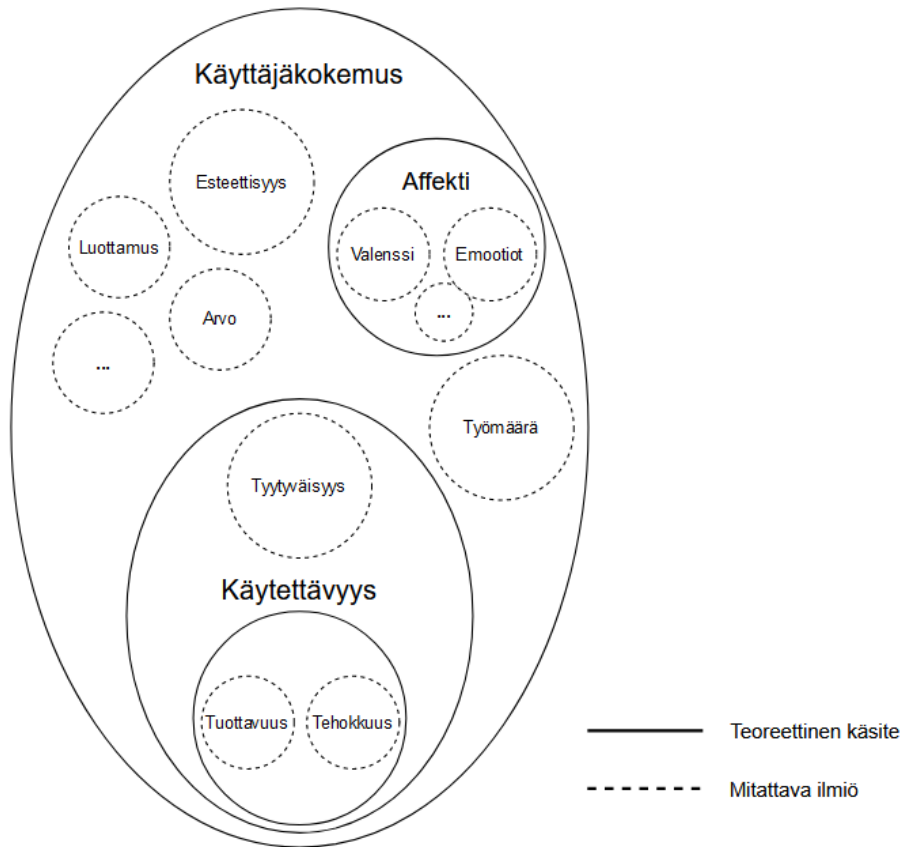 Käyttäjäkokemus
Esteettisyys
Affekti
Luottamus
Valenssi
Emootiot
Arvo
...
...
Työmäärä
Tyytyväisyys
Käytettävyys
Tuottavuus
Tehokkuus
Teoreettinen käsite
Mitattava ilmiö